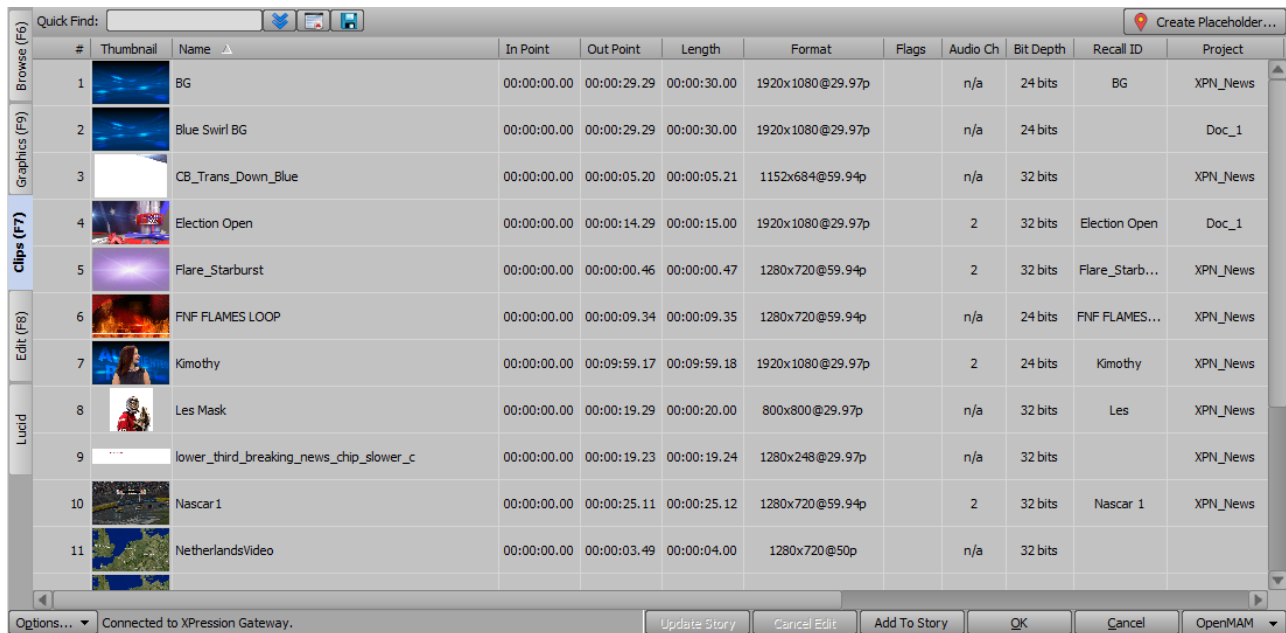 Quick Find:
Create Placeholder...
Browse (F6)
Graphics (F9)
Clips (F7)
Edit (F8)
Lucid
# Thumbnail Name In Point Out Point Length Format Flags Audio Ch Bit Depth Recall ID Project
1 BG 00:00:00.00 00:00:29.29 00:00:30.00 1920x1080@29.97p n/a 24 bits BG XPN_News
2 Blue Swirl BG 00:00:00.00 00:00:29.29 00:00:30.00 1920x1080@29.97p n/a 24 bits Doc_1
3 CB_Trans_Down_Blue 00:00:00.00 00:00:05.20 00:00:05.21 1152x684@59.94p n/a 32 bits XPN_News
4 Election Open 00:00:00.00 00:00:14.29 00:00:15.00 1920x1080@29.97p 2 32 bits Election Open Doc_1
5 Flare_Starburst 00:00:00.00 00:00:00.46 00:00:00.47 1280x720@59.94p 2 32 bits Flare_Starb... XPN_News
6 FNF FLAMES LOOP 00:00:00.00 00:00:09.34 00:00:09.35 1280x720@59.94p n/a 24 bits FNF FLAMES... XPN_News
7 Kimothy 00:00:00.00 00:09:59.17 00:09:59.18 1920x1080@29.97p 2 24 bits Kimothy XPN_News
8 Les Mask 00:00:00.00 00:00:19.29 00:00:20.00 800x800@29.97p n/a 32 bits Les XPN_News
9 lower_third_breaking_news_chip_slower_c 00:00:00.00 00:00:19.23 00:00:19.24 1280x248@29.97p n/a 32 bits XPN_News
10 Nascar1 00:00:00.00 00:00:25.11 00:00:25.12 1280x720@59.94p 2 32 bits Nascar 1 XPN_News
11 NetherlandsVideo 00:00:00.00 00:00:03.49 00:00:04.00 1280x720@50p n/a 32 bits
Options... Connected to XPression Gateway. Update Story Cancel Edit Add To Story OK Cancel OpenMAM